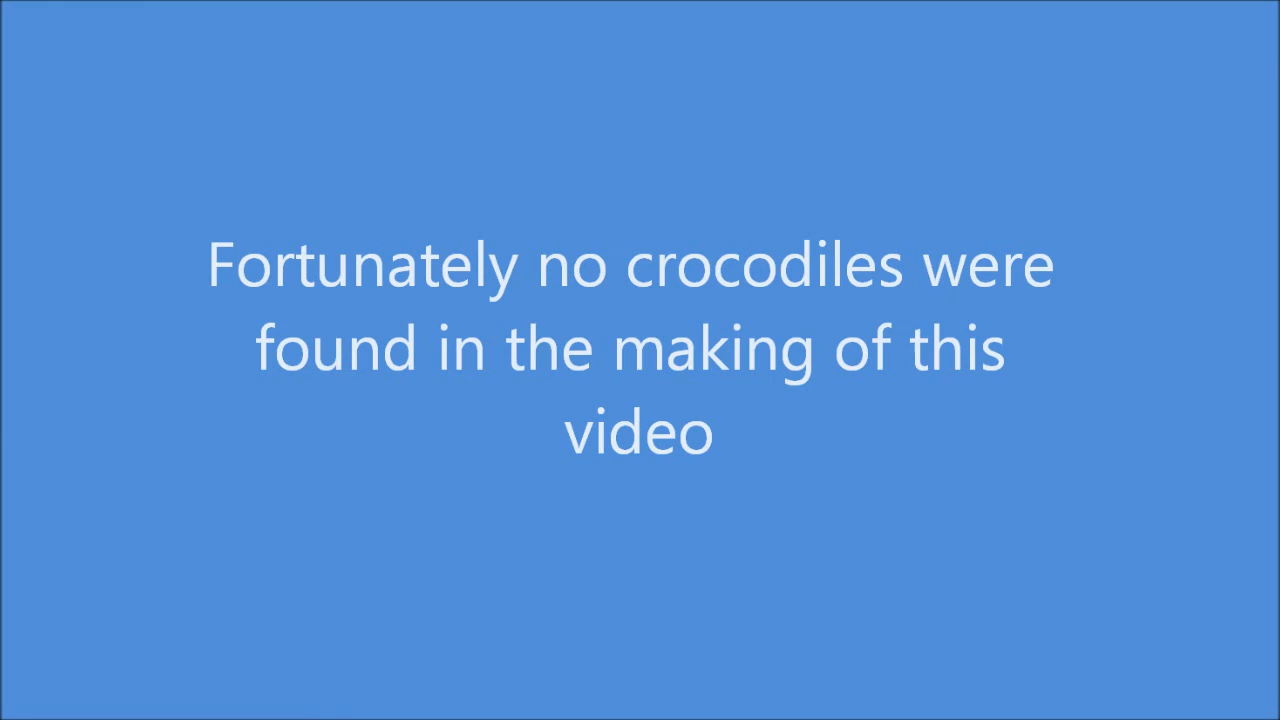 Fortunately no crocodiles were
found in the making of this
video